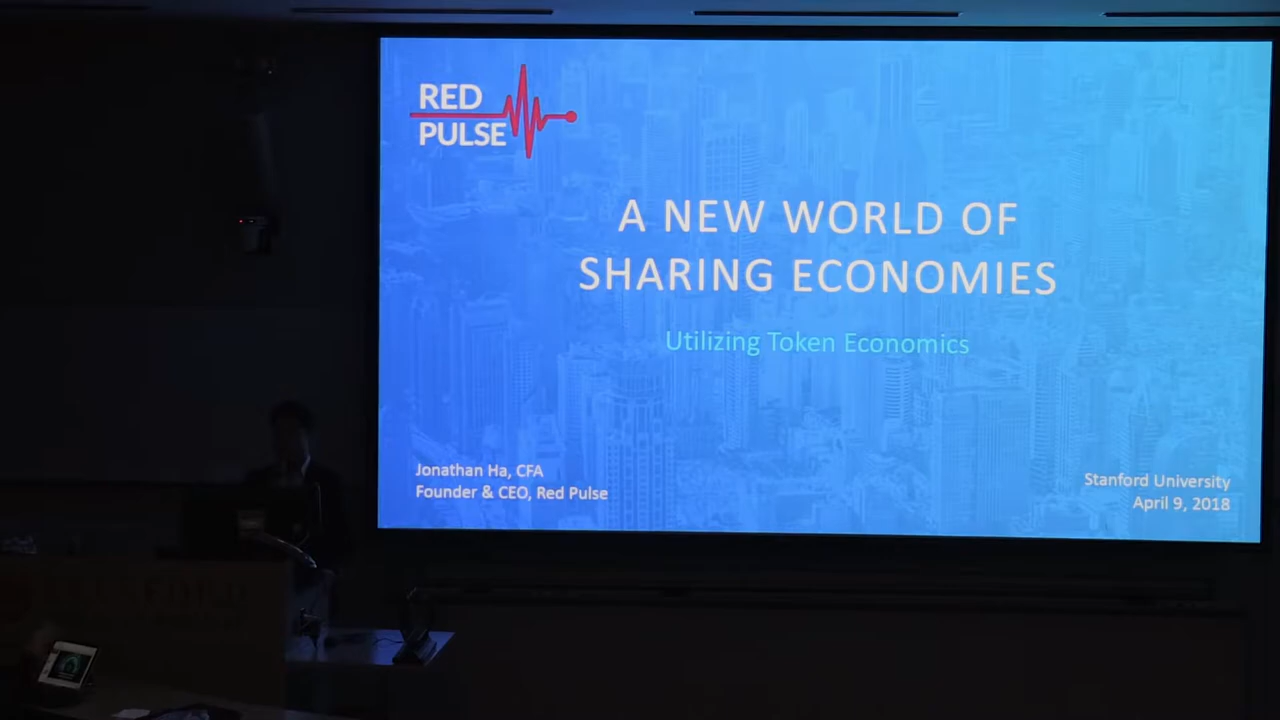 RED
PULSE
A NEW WORLD OF
SHARING ECONOMIES
Utilizing Token Economics
Jonathan Ha, CFA
Founder & CEO, Red Pulse
Stanford University
April 9, 2018